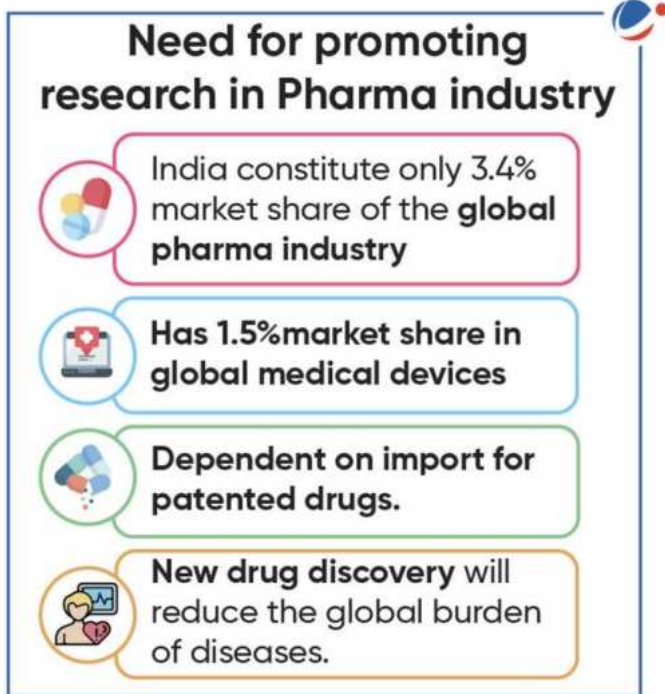 Need for promoting
research in Pharma industry
India constitute only 3.4%
market share of the global
pharma industry
Has 1.5%market share in
global medical devices
Dependent on import for
patented drugs.
New drug discovery will
reduce the global burden
of diseases.